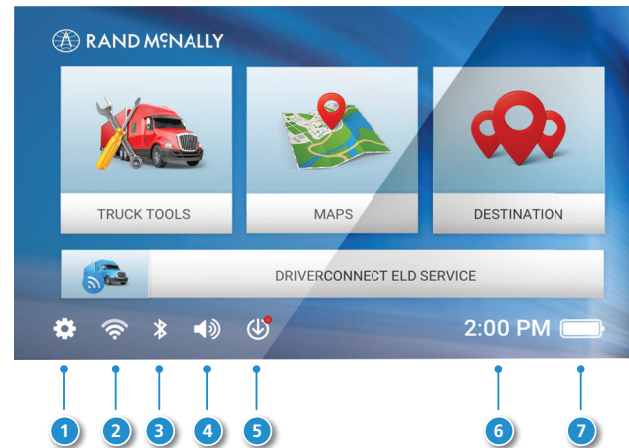 RAND MCNALLY
TRUCK TOOLS
MAPS
DESTINATION
DRIVERCONNECT ELD SERVICE
2:00 PM
1 2 3 4 5 6 7